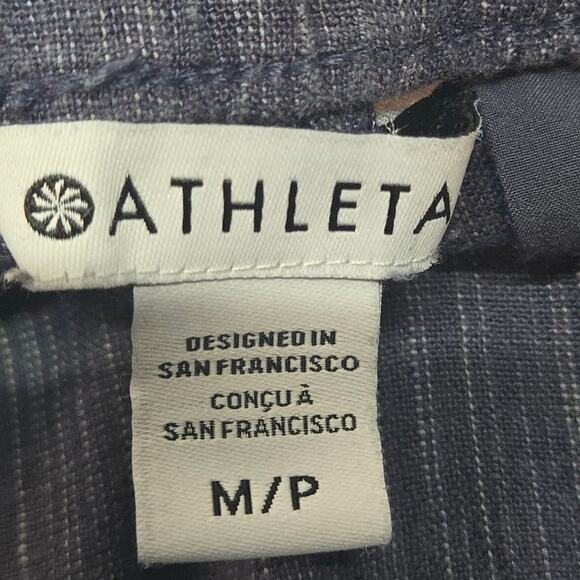 ATHLETA
DESIGNED IN
SAN FRANCISCO
CONÇU À
SAN FRANCISCO
M/P